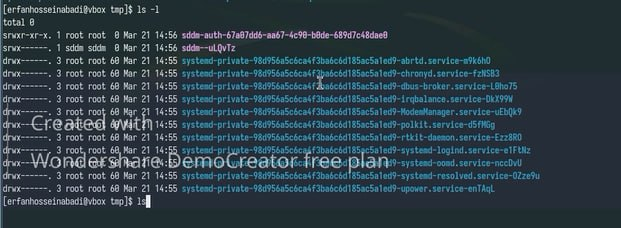 [erfanhosseinabadi@vbox tmp]$ ls -l
total 0
srwxr-xr-x. 1 root root  0 Mar 21 14:56 sddm-auth-67a07dd6-aa67-4c90-b0de-689d7c48dae0
srwx------. 1 sddm sddm  0 Mar 21 14:56 sddm--uLQvTz
drwx------. 3 root root 60 Mar 21 14:55 systemd-private-98d956a5c6ca4f3ba6c6d185ac5a1ed9-abrtd.service-m9k6hO
drwx------. 3 root root 60 Mar 21 14:55 systemd-private-98d956a5c6ca4f3ba6c6d185ac5a1ed9-chronyd.service-fzNSB3
drwx------. 3 root root 60 Mar 21 14:55 systemd-private-98d956a5c6ca4f3ba6c6d185ac5a1ed9-dbus-broker.service-L0ho75
drwx------. 3 root root 60 Mar 21 14:55 systemd-private-98d956a5c6ca4f3ba6c6d185ac5a1ed9-irqbalance.service-DkX99W
drwx------. 3 root root 60 Mar 21 14:55 systemd-private-98d956a5c6ca4f3ba6c6d185ac5a1ed9-ModemManager.service-uEbQk9
drwx------. 3 root root 60 Mar 21 14:55 systemd-private-98d956a5c6ca4f3ba6c6d185ac5a1ed9-polkit.service-d5fMGg
drwx------. 3 root root 60 Mar 21 14:55 systemd-private-98d956a5c6ca4f3ba6c6d185ac5a1ed9-rtkit-daemon.service-Ezz8RO
drwx------. 3 root root 60 Mar 21 14:55 systemd-private-98d956a5c6ca4f3ba6c6d185ac5a1ed9-systemd-logind.service-e1FtNz
drwx------. 3 root root 60 Mar 21 14:55 systemd-private-98d956a5c6ca4f3ba6c6d185ac5a1ed9-systemd-oomd.service-nccDvU
drwx------. 3 root root 60 Mar 21 14:55 systemd-private-98d956a5c6ca4f3ba6c6d185ac5a1ed9-systemd-resolved.service-OZze9u
drwx------. 3 root root 60 Mar 21 14:55 systemd-private-98d956a5c6ca4f3ba6c6d185ac5a1ed9-upower.service-enTAqL
[erfanhosseinabadi@vbox tmp]$ ls
Created with
Wondershare DemoCreator free plan